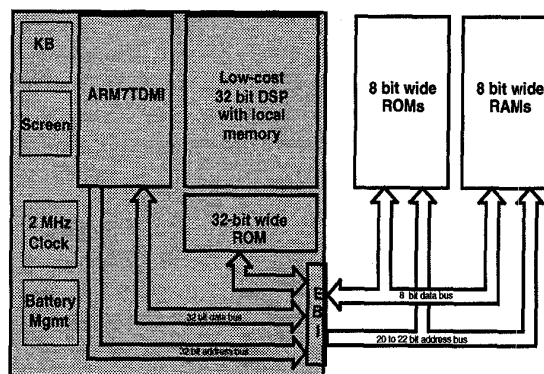 KB
ARM7TDMI
Low-cost
32 bit DSP
with local
memory
8 bit wide
ROMs
8 bit wide
RAMs
Screen
2 MHz
Clock
32-bit wide
ROM
Battery
Mgmt
E
B
I
8 bit data bus
32 bit data bus
20 to 22 bit address bus
32 bit address bus